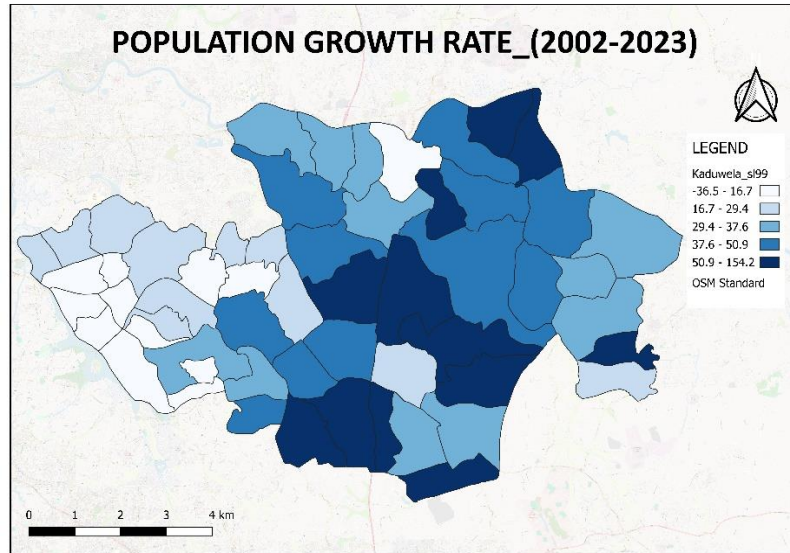 POPULATION GROWTH RATE_(2002-2023)
LEGEND
Kaduwela_sl99
-36.5 - 16.7
16.7 - 29.4
29.4 - 37.6
37.6 - 50.9
50.9 - 154.2
OSM Standard
0 1 2 3 4 km